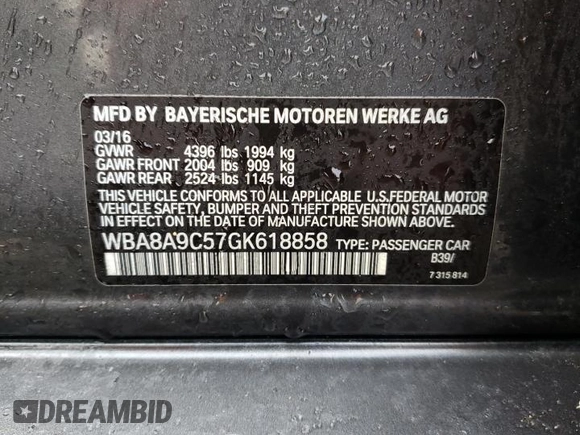 MFD BY BAYERISCHE MOTOREN WERKE AG
03/16
GVWR 4396 lbs 1994 kg
GAWR FRONT 2004 lbs 909 kg
GAWR REAR 2524 lbs 1145 kg
THIS VEHICLE CONFORMS TO ALL APPLICABLE U.S.FEDERAL MOTOR
VEHICLE SAFETY, BUMPER AND THEFT PREVENTION STANDARDS
IN EFFECT ON THE DATE OF MANUFACTURE SHOWN ABOVE.
WBA8A9C57GK618858 TYPE: PASSENGER CAR
B39/
7 315 814
DREAMBID